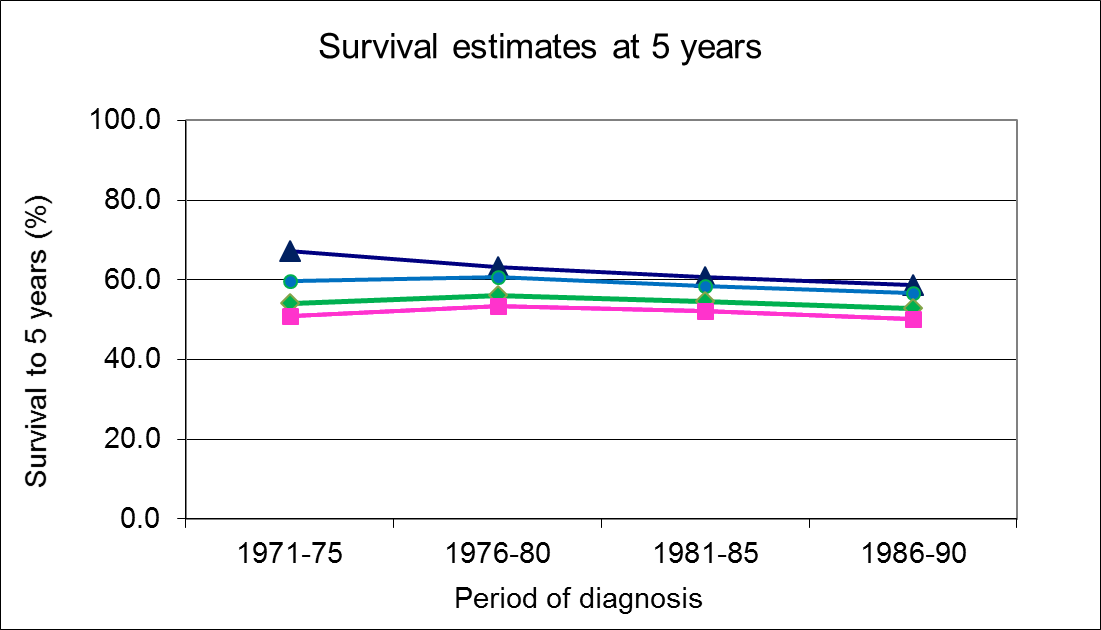 Survival estimates at 5 years
100.0
80.0
60.0
40.0
20.0
0.0
Survival to 5 years (%)
1971-75 1976-80 1981-85 1986-90
Period of diagnosis